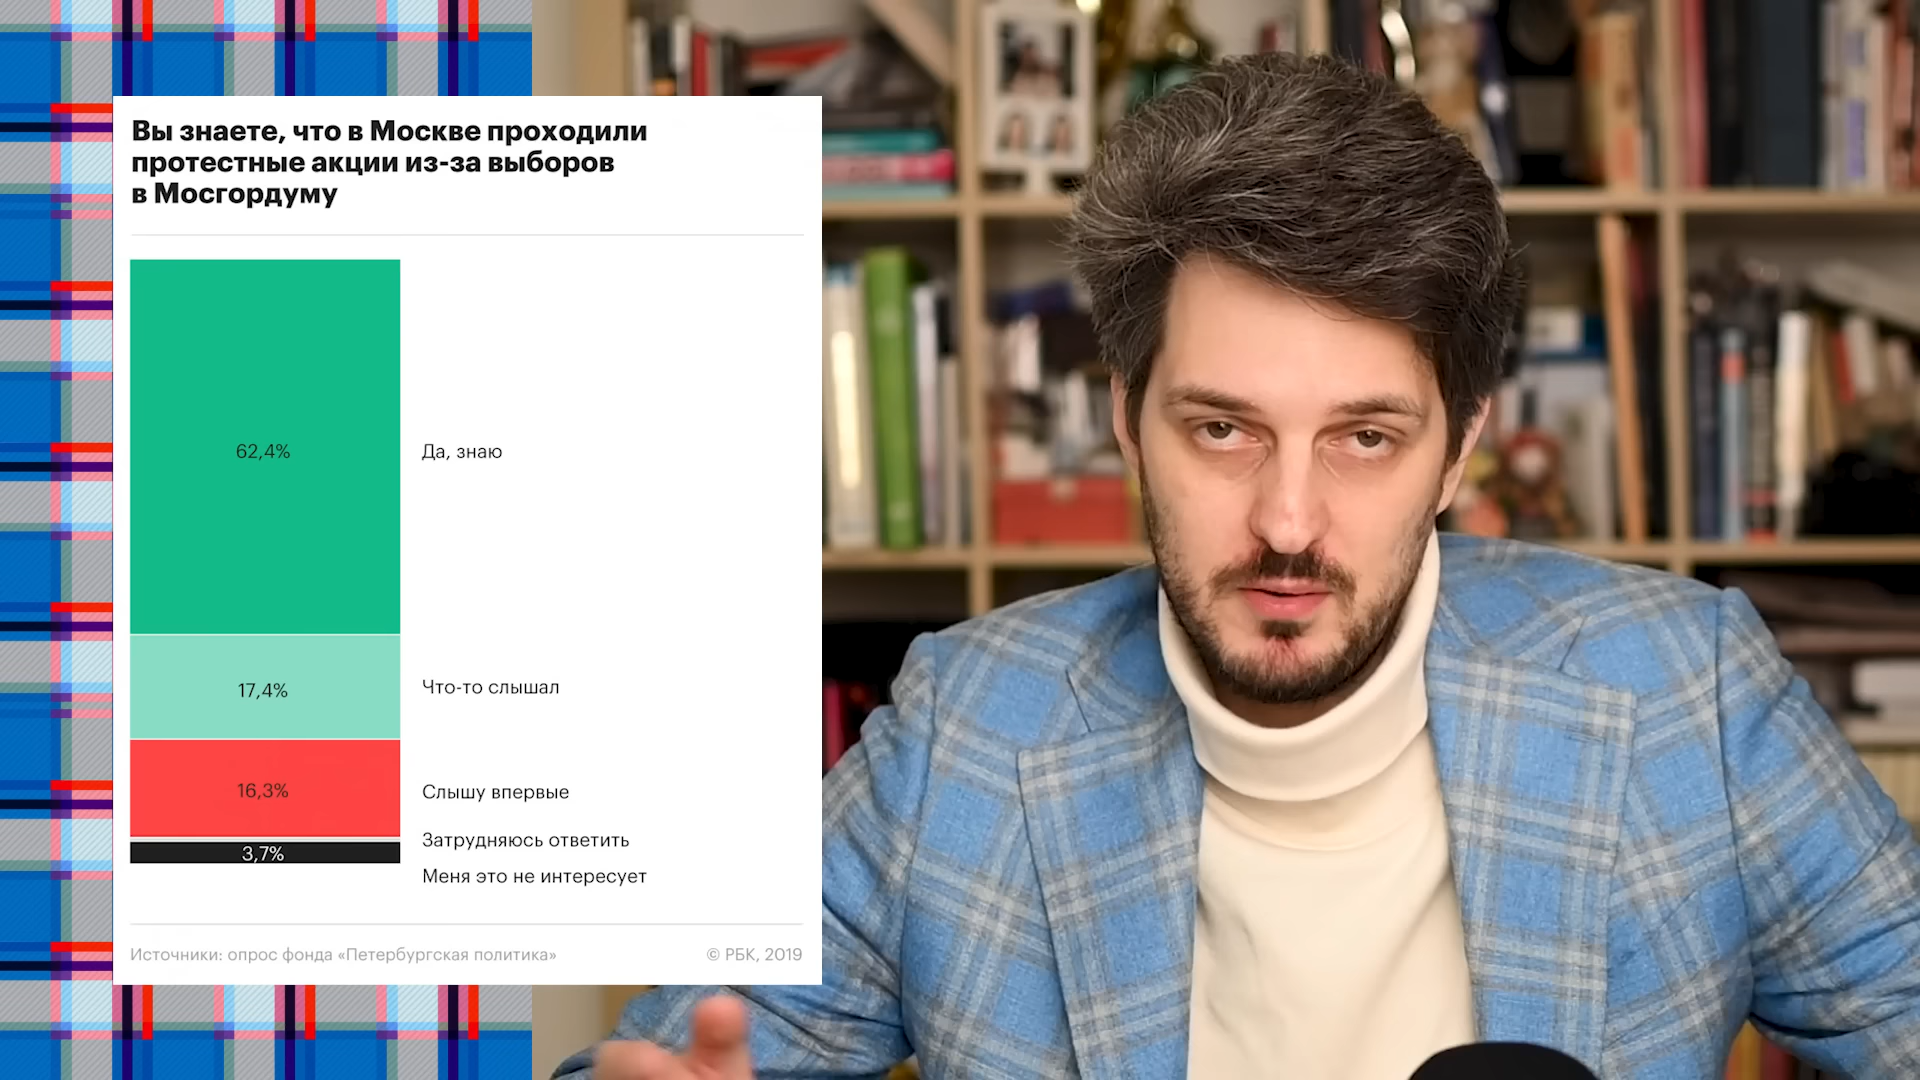 Вы знаете, что в Москве проходили
протестные акции из-за выборов
в Мосгордуму
62,4%
Да, знаю
17,4%
Что-то слышал
16,3%
Слышу впервые
Затрудняюсь ответить
3,7%
Меня это не интересует
Источники: опрос фонда «Петербургская политика»
© РБК, 2019